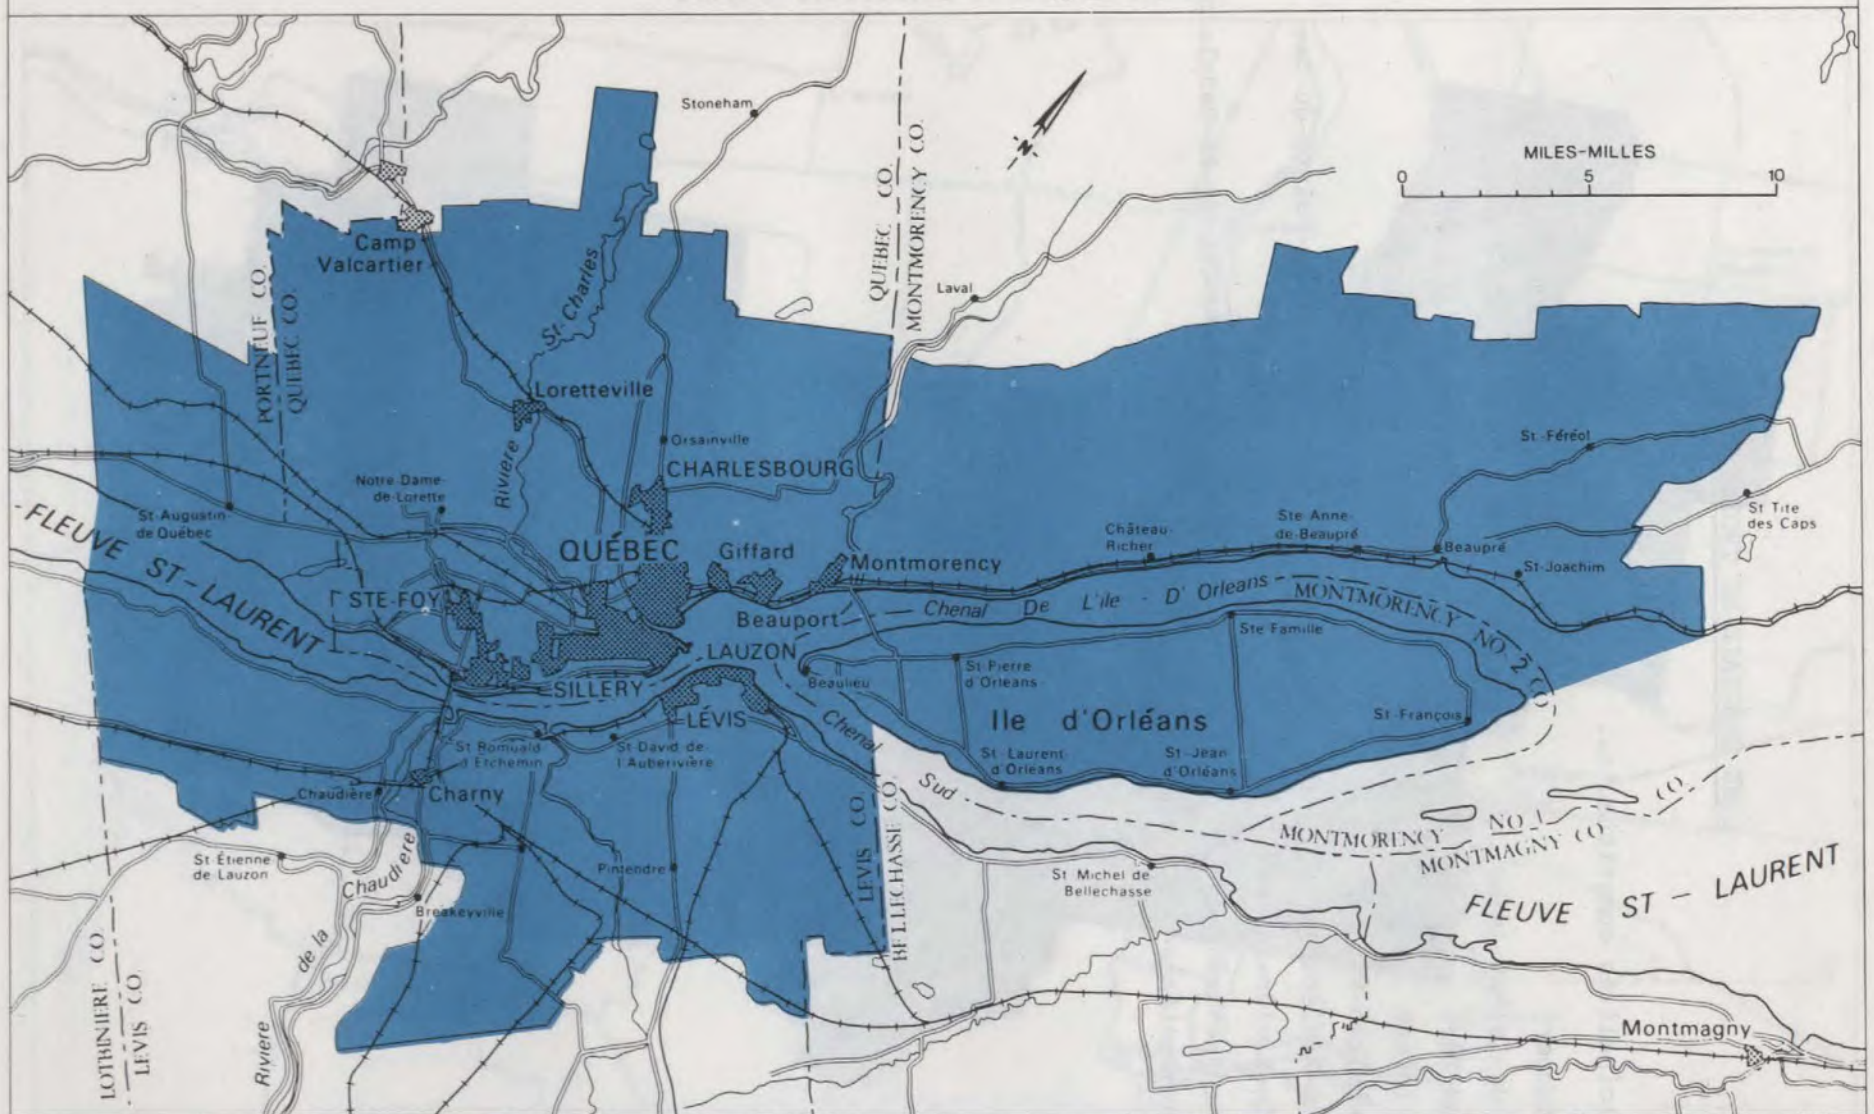 Stoneham
N
MILES-MILLES
0 5 10
QUEBEC CO.
MONTMORENCY CO.
Camp
Valcartier
St. Charles
Laval
PORTNEUF CO.
QUEBEC CO.
Loretteville
Riviere
Orsainville
CHARLESBOURG
Notre-Dame-
de-Lorette
St-Augustin-
de Québec
FLEUVE ST-LAURENT
QUÉBEC
Giffard
Montmorency
Château-
Richer
Ste Anne-
de-Beaupré
Beaupré
St-Joachim
St-Féréol
St Tite
des Caps
STE-FOY
Beauport
Chenal De L'ile - D' Orleans
MONTMORENCY NO. 2 CO.
Ste Famille
LAUZON
Beaulieu
St-Pierre
d'Orleans
SILLERY
LÉVIS
Ile d'Orléans
St-François
Chenal
Sud
St-Laurent
d'Orleans
St-Jean
d'Orléans
St Romuald
d'Etchemin
St-David-de-
l'Auberivière
Chaudière
Charny
St-Étienne
de Lauzon
Riviere de la Chaudiere
Breakeyville
Pintendre
LEVIS CO.
BELLECHASSE CO.
MONTMORENCY NO. 1 CO.
MONTMAGNY CO.
St Michel de
Bellechasse
FLEUVE ST-LAURENT
LOTBINIERE CO.
LEVIS CO.
Montmagny